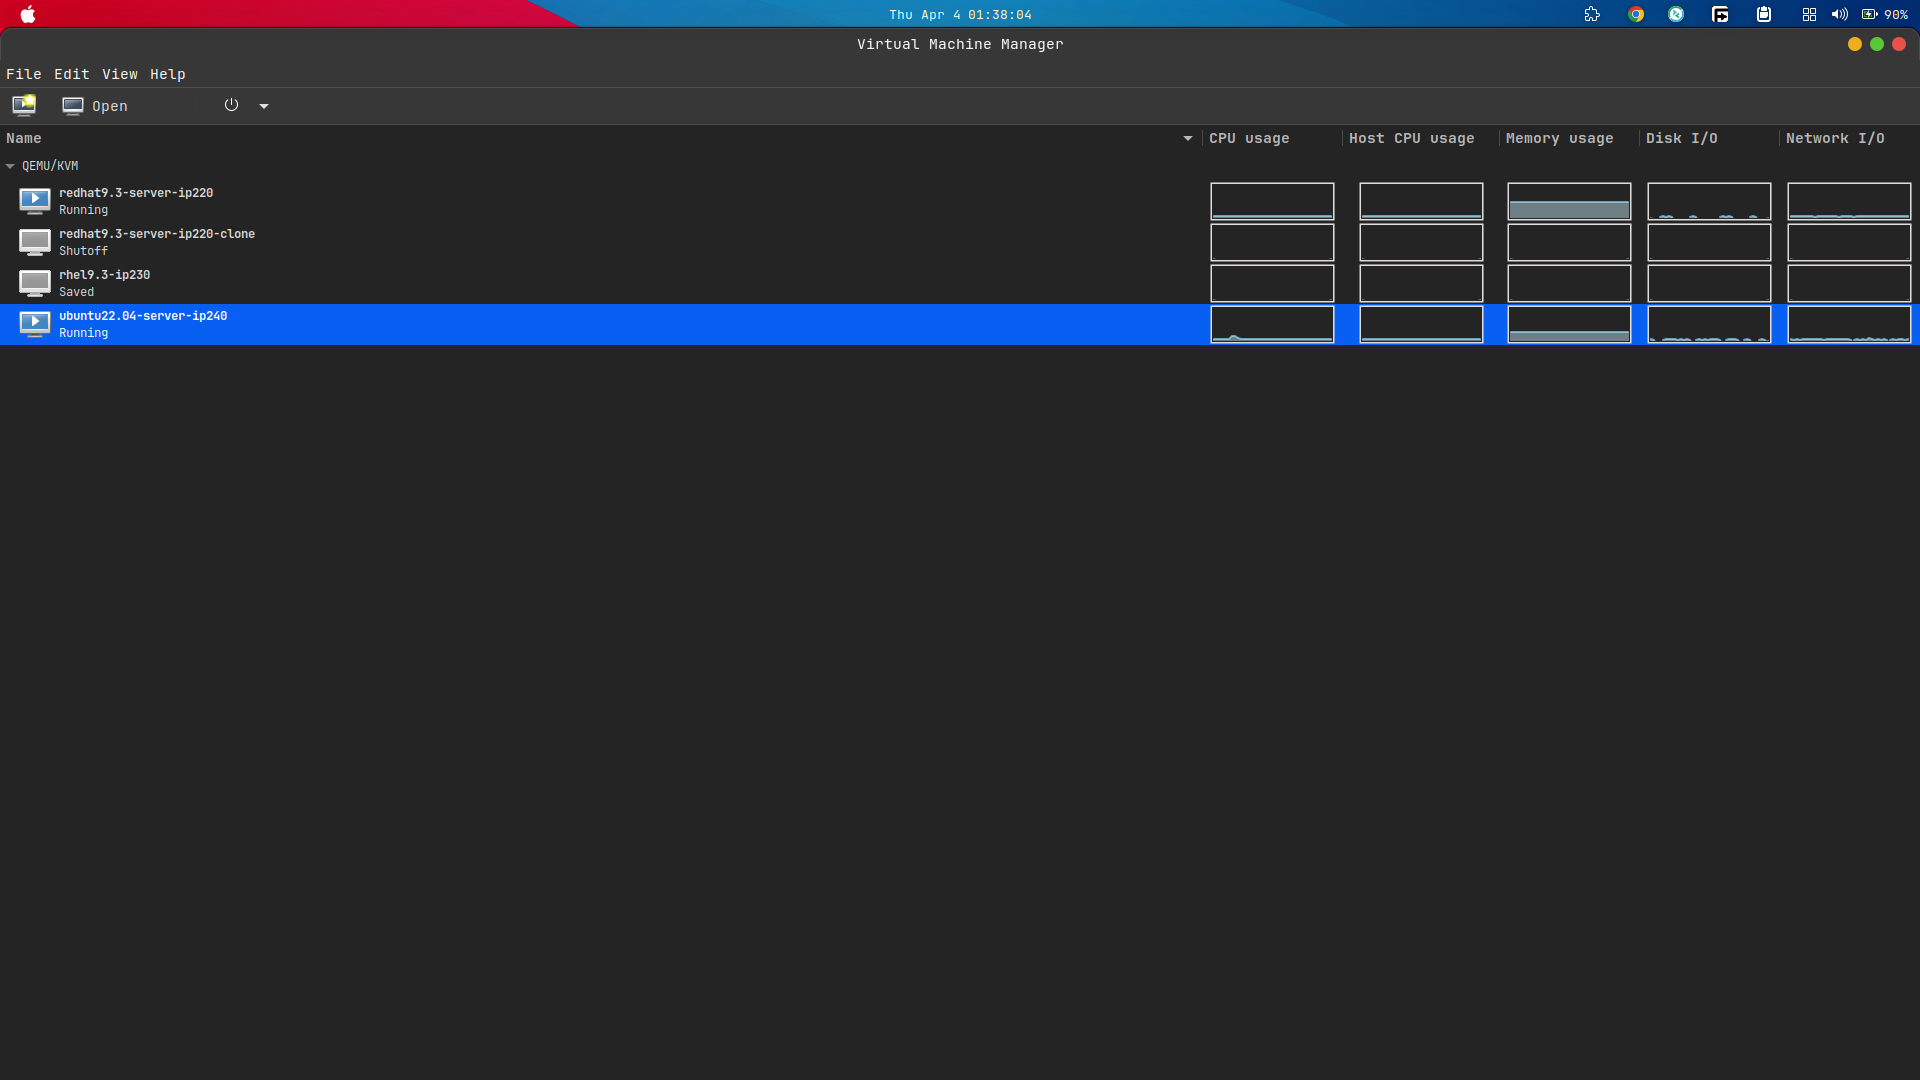 Thu Apr 4 01:38:04
90%
Virtual Machine Manager
File Edit View Help
Open
Name CPU usage Host CPU usage Memory usage Disk I/O Network I/O
QEMU/KVM
redhat9.3-server-ip220
Running
redhat9.3-server-ip220-clone
Shutoff
rhel9.3-ip230
Saved
ubuntu22.04-server-ip240
Running